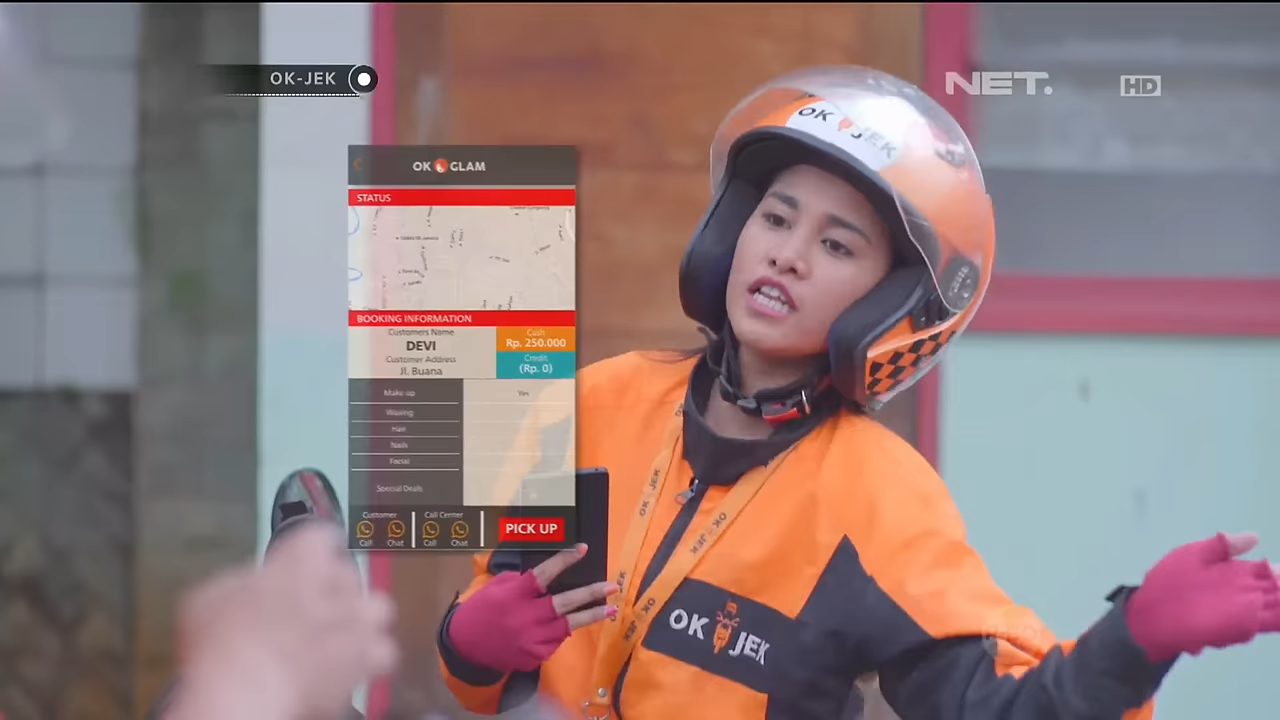 OK-JEK
NET.
HD
OK JEK
OK GLAM
STATUS
BOOKING INFORMATION
Customers Name
DEVI
Customer Address
Jl. Buana
Cash
Rp. 250.000
Credit
(Rp. 0)
Make up Yes
Waxing
Hair
Nails
Facial
Special Deals
Customer
Call Chat
Call Center
Call Chat
PICK UP
OK JEK
OK JEK
OK JEK